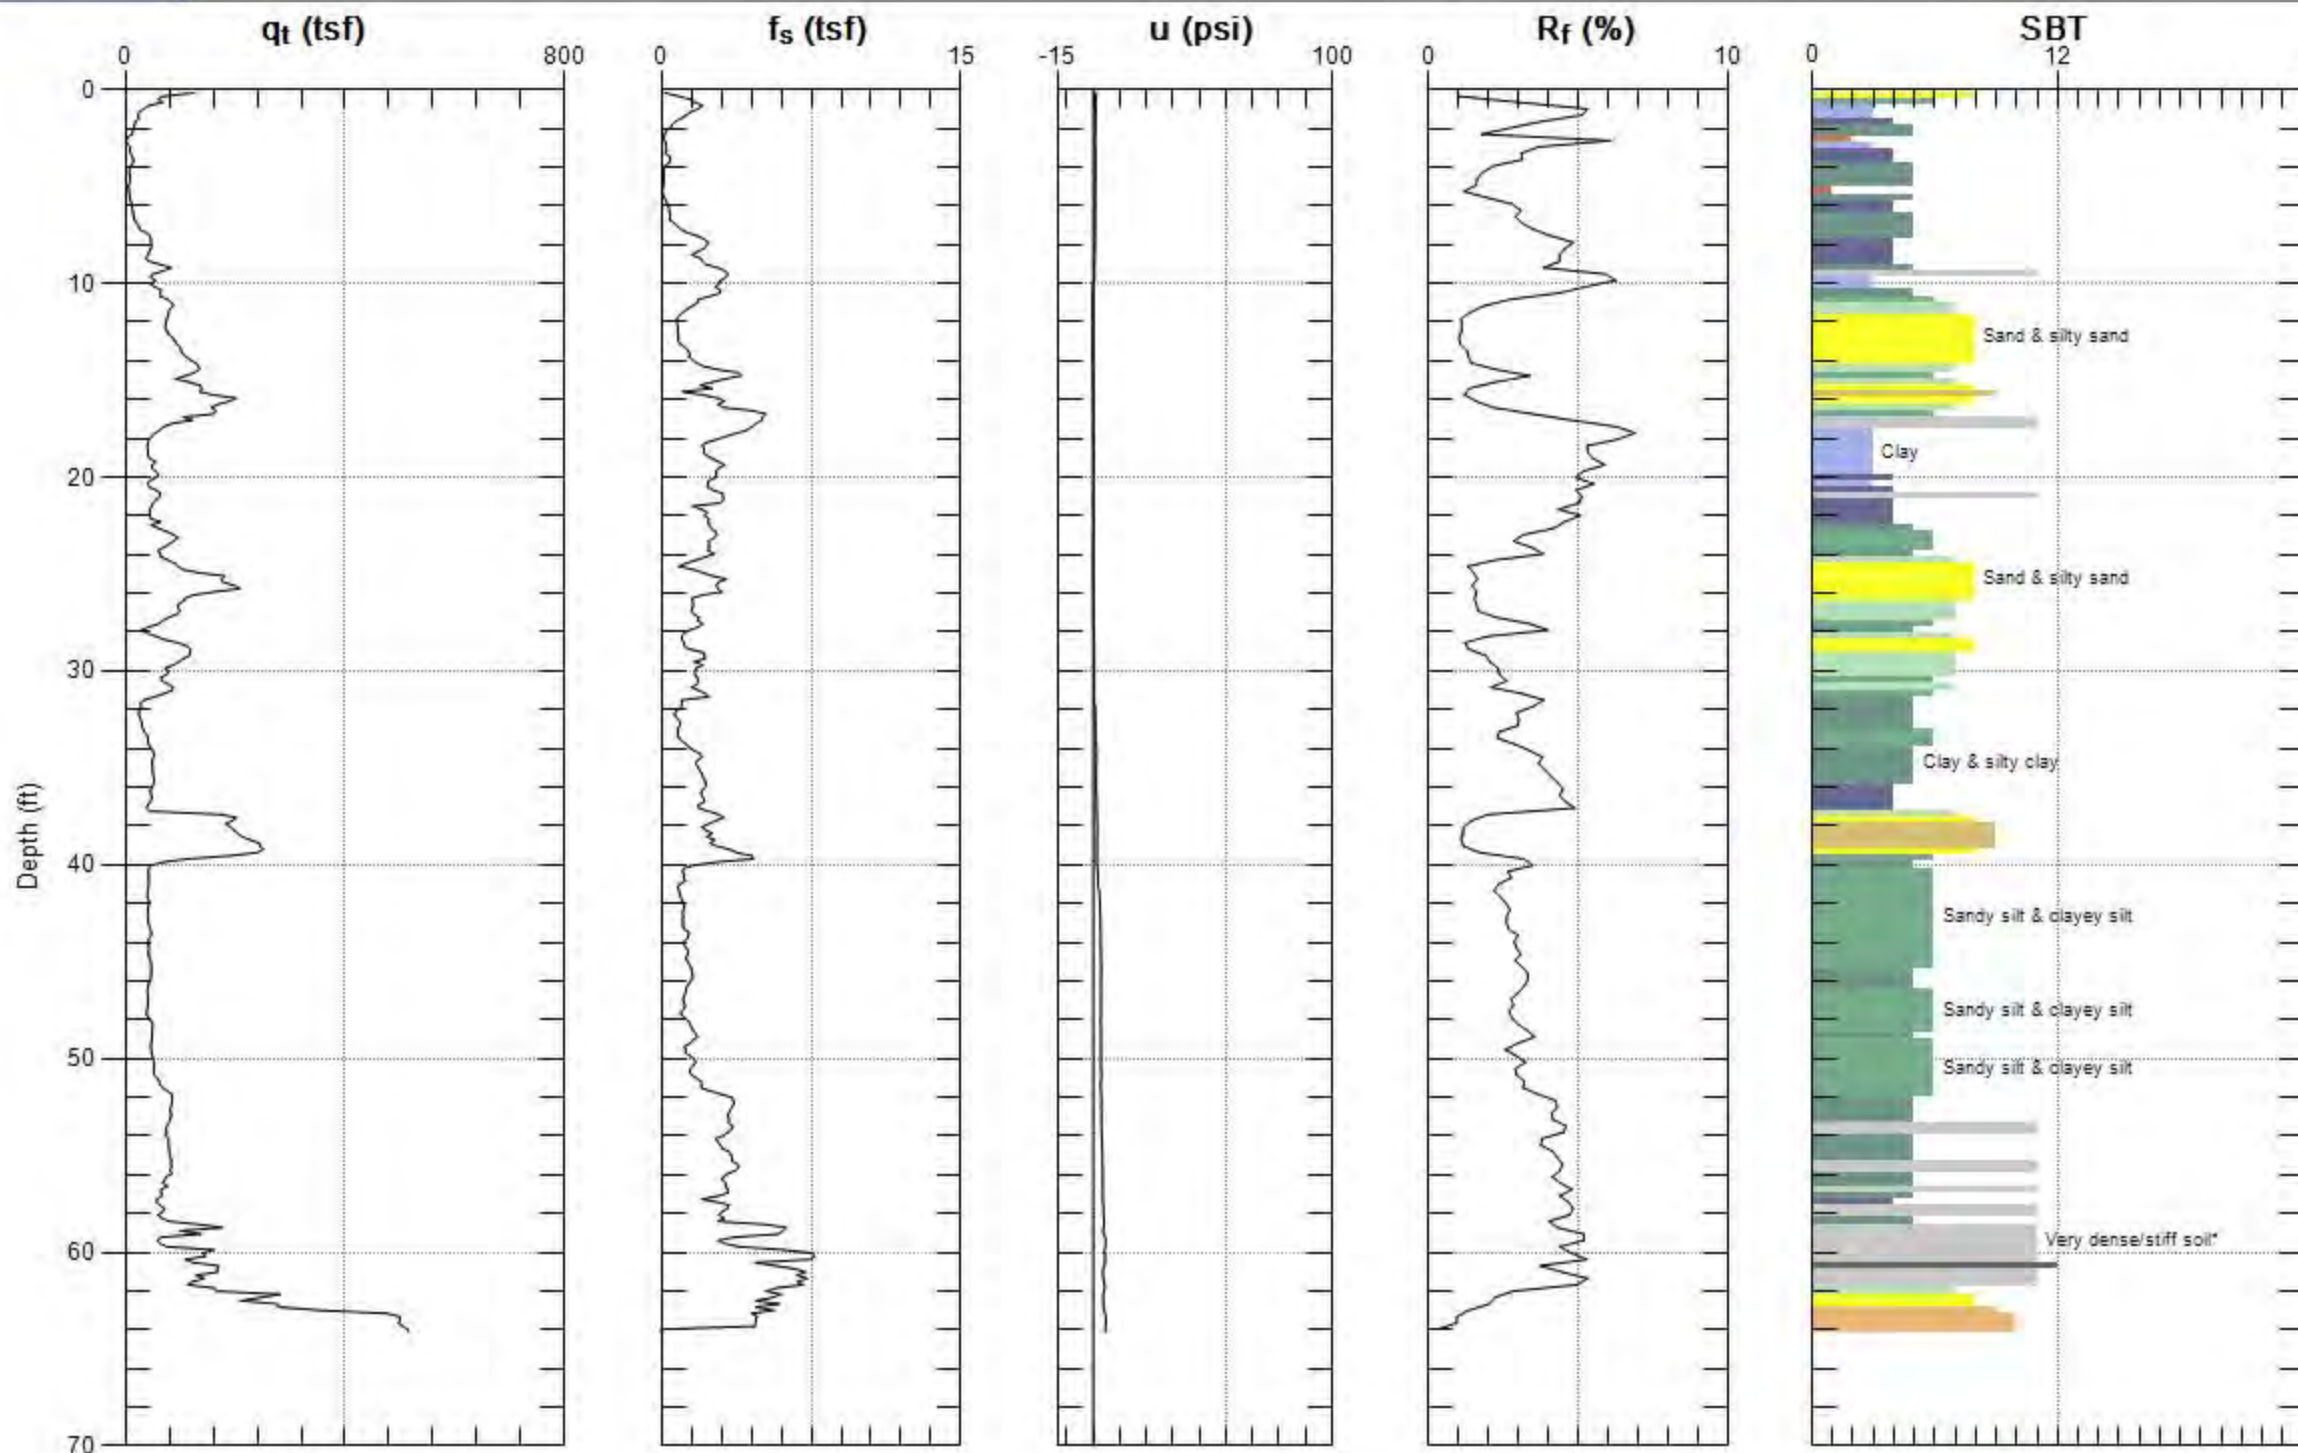 qt (tsf)
fs (tsf)
u (psi)
Rf (%)
SBT
0 800
0 15
-15 100
0 10
0 12
0
10
20
30
40
50
60
70
Depth (ft)
Sand & silty sand
Clay
Sand & silty sand
Clay & silty clay
Sandy silt & clayey silt
Sandy silt & clayey silt
Sandy silt & clayey silt
Very dense/stiff soil*